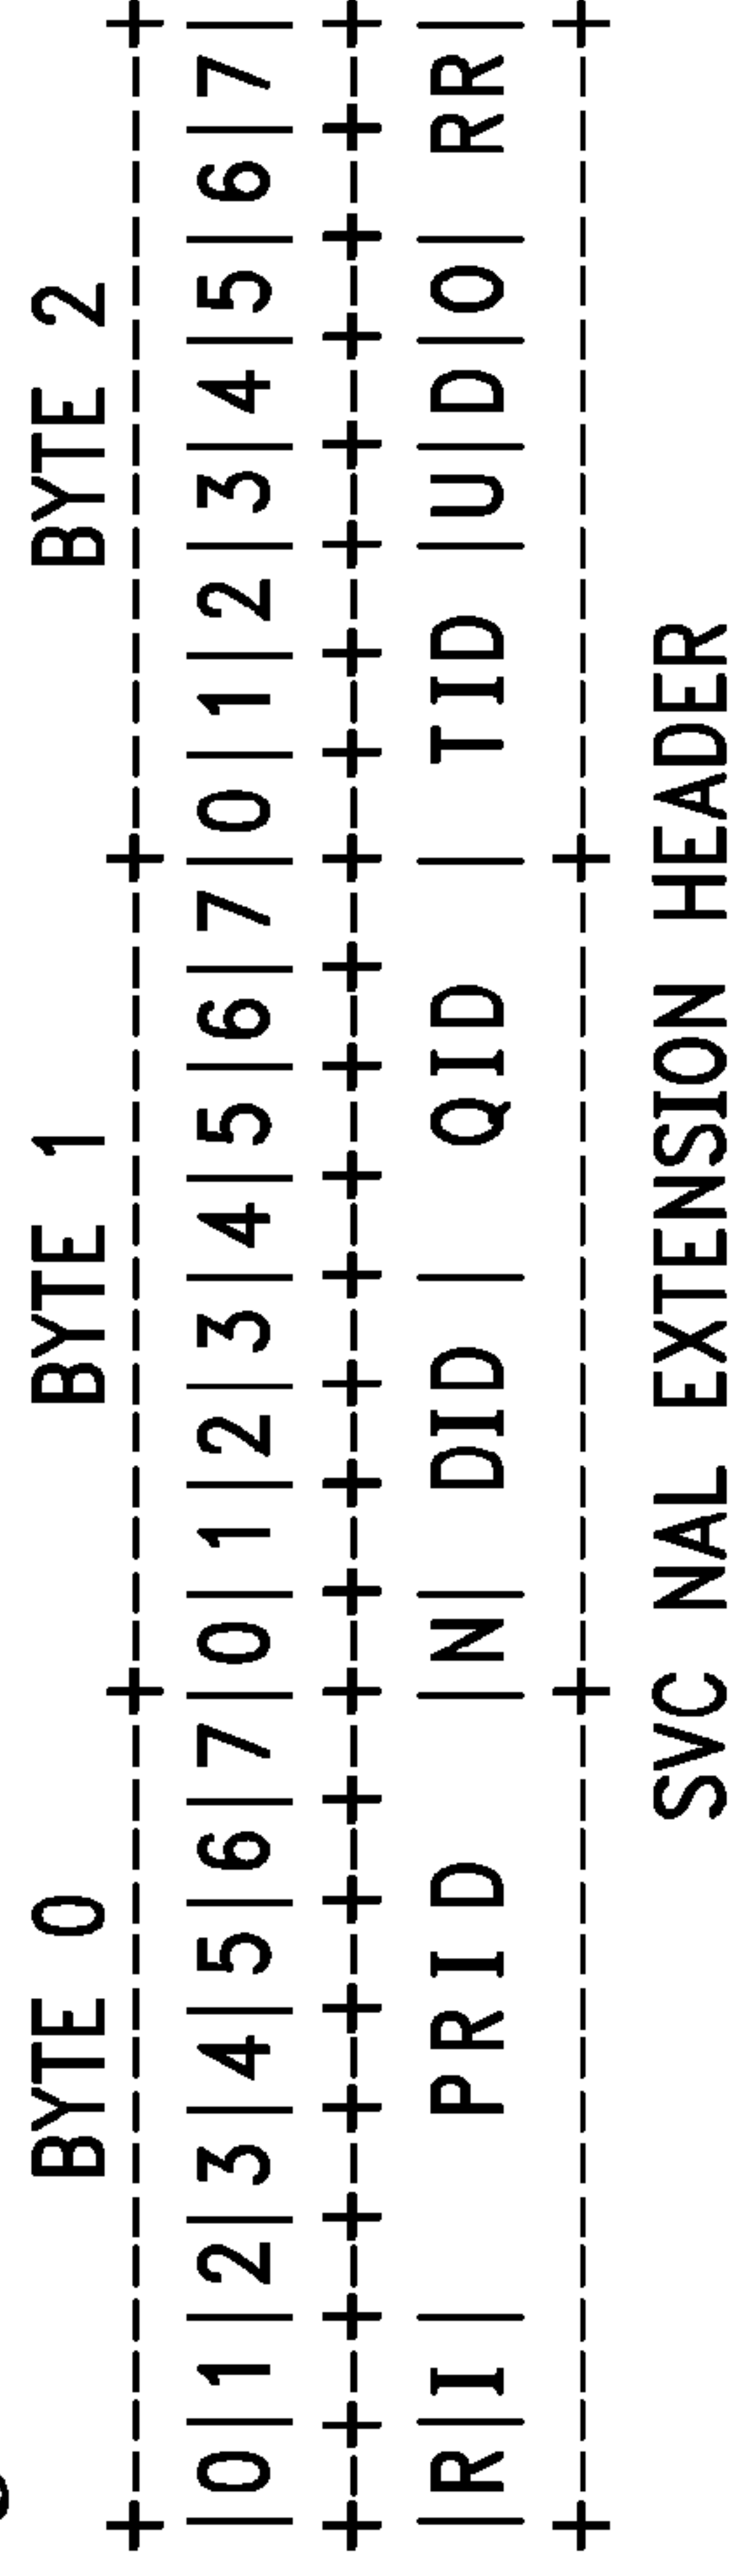 BYTE 0 BYTE 1 BYTE 2
+---------------+---------------+---------------+
|0|1|2|3|4|5|6|7|0|1|2|3|4|5|6|7|0|1|2|3|4|5|6|7|
+-+-+-+-+-+-+-+-+-+-+-+-+-+-+-+-+-+-+-+-+-+-+-+-+
|R|I| PRID |N| DID | QID | TID |U|D|O| RR|
+---------------+---------------+---------------+
SVC NAL EXTENSION HEADER